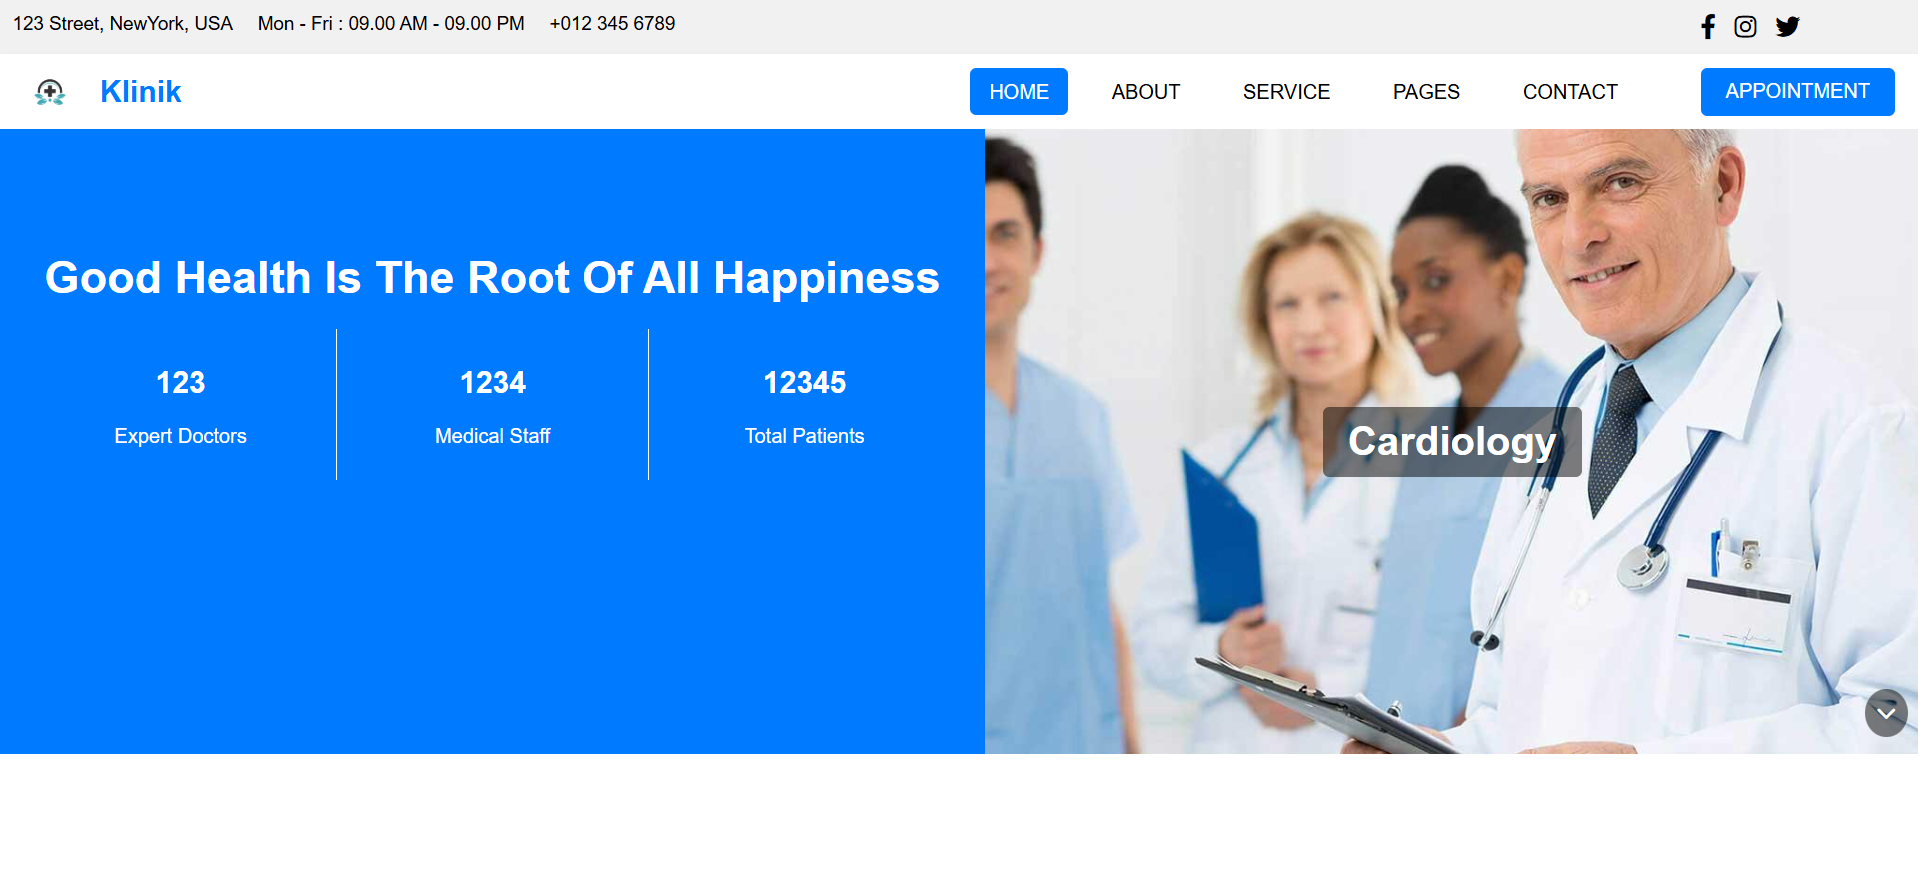 123 Street, NewYork, USA Mon - Fri : 09.00 AM - 09.00 PM +012 345 6789
Klinik HOME ABOUT SERVICE PAGES CONTACT APPOINTMENT
Good Health Is The Root Of All Happiness
123 1234 12345
Expert Doctors Medical Staff Total Patients
Cardiology